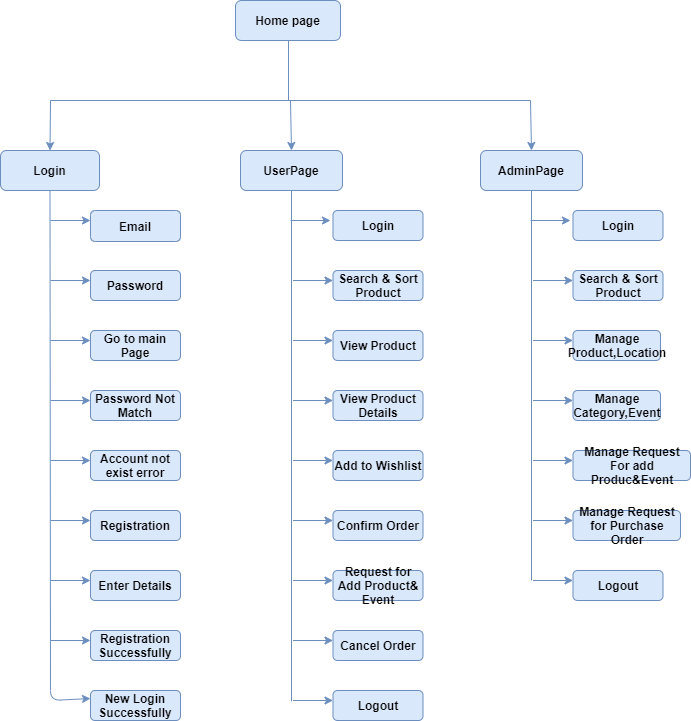 Home page
Login
UserPage
AdminPage
Email
Password
Go to main
Page
Password Not
Match
Account not
exist error
Registration
Enter Details
Registration
Successfully
New Login
Successfully
Login
Search & Sort
Product
View Product
View Product
Details
Add to Wishlist
Confirm Order
Request for
Add Product&
Event
Cancel Order
Logout
Login
Search & Sort
Product
Manage
Product,Location
Manage
Category,Event
Manage Request
For add
Produc&Event
Manage Request
for Purchase
Order
Logout